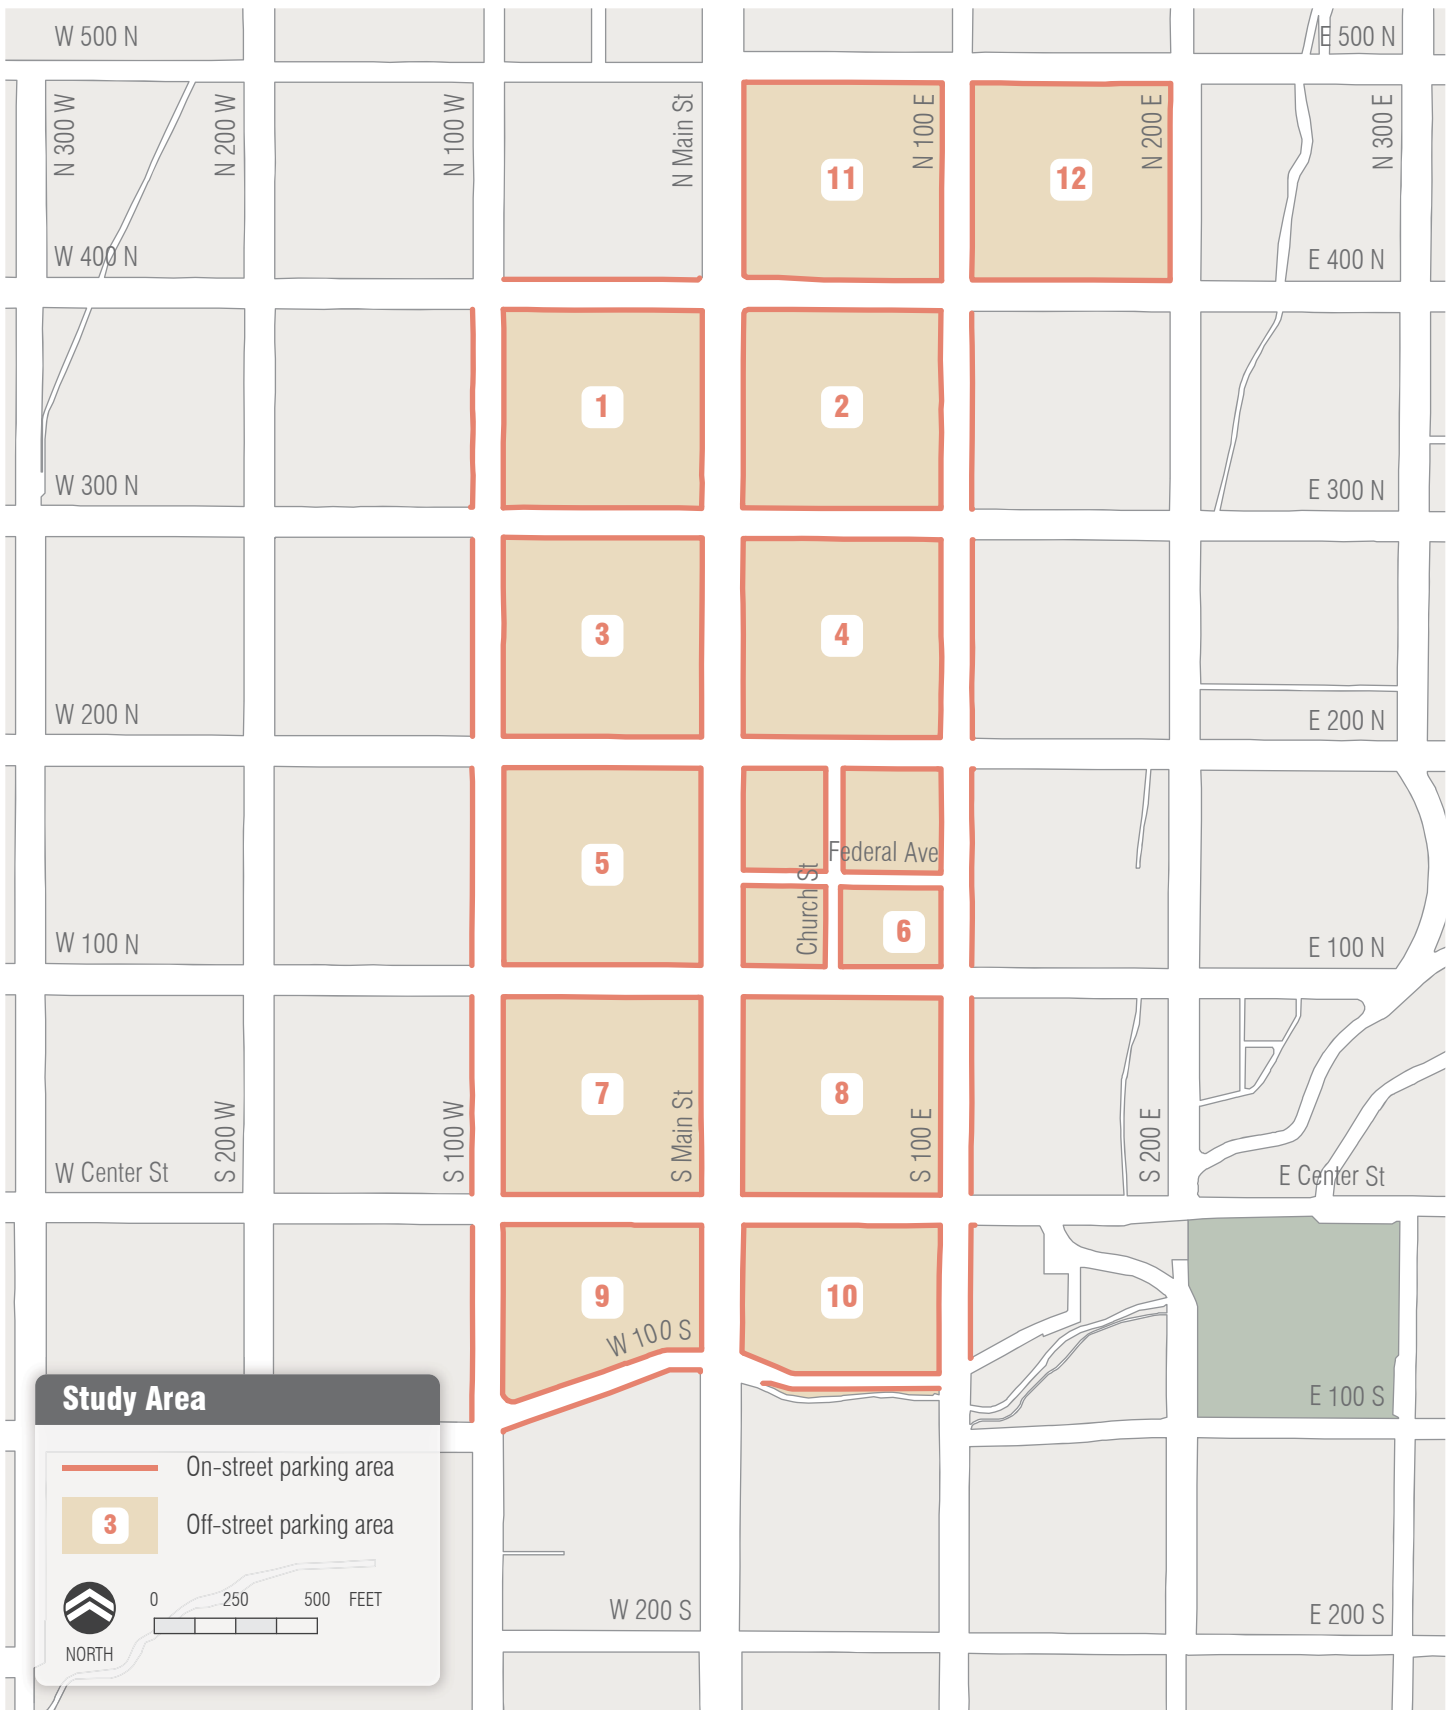 W 500 N
E 500 N
N 300 W
N 200 W
N 100 W
N Main St
N 100 E
N 200 E
N 300 E
11
12
W 400 N
E 400 N
1
2
W 300 N
E 300 N
3
4
W 200 N
E 200 N
5
Federal Ave
Church St
6
W 100 N
E 100 N
7
8
S 200 W
S 100 W
S Main St
S 100 E
S 200 E
W Center St
E Center St
9
10
W 100 S
E 100 S
Study Area
On-street parking area
3
Off-street parking area
0 250 500 FEET
NORTH
W 200 S
E 200 S